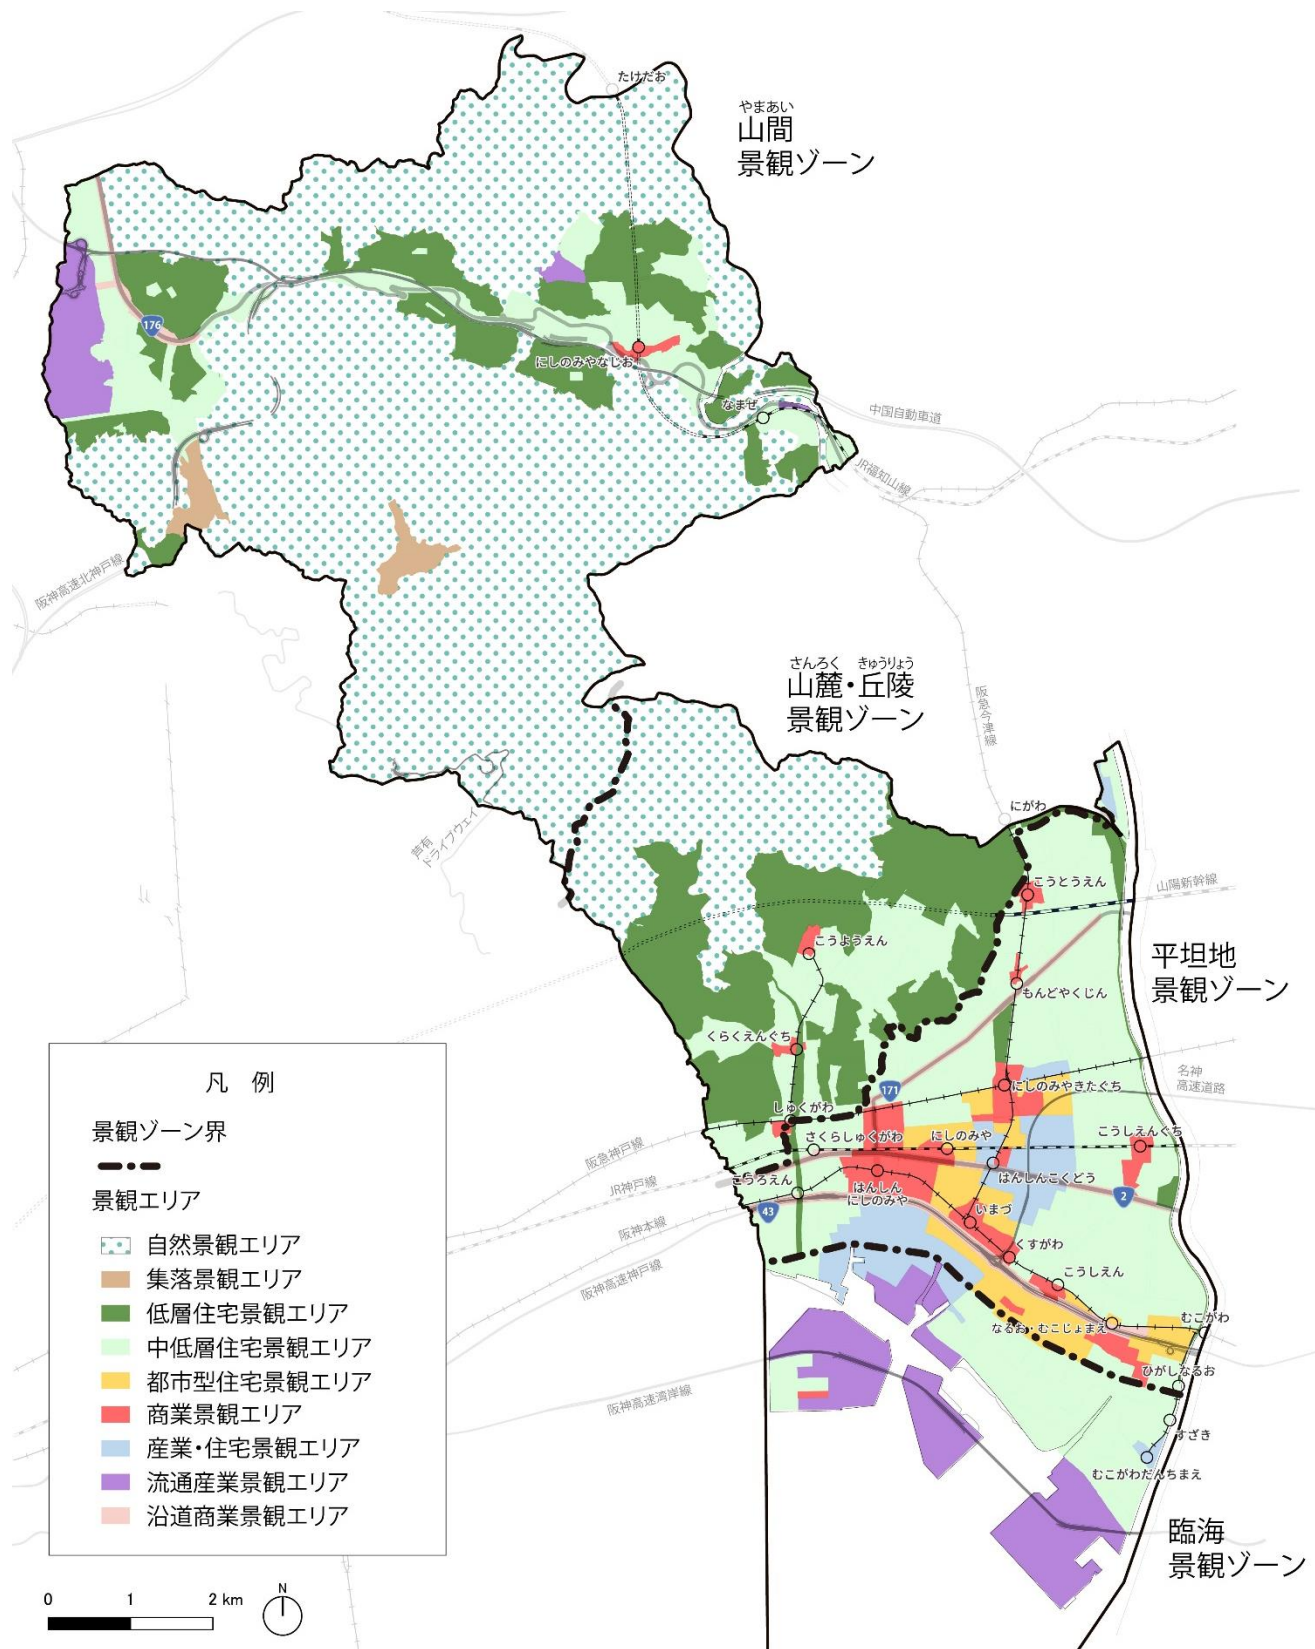 たけだお
やまあい
山間
景観ゾーン
176
にしのみやなじお
なまぜ
中国自動車道
JR福知山線
阪神高速北神戸線
さんろく きゅうりょう
山麓・丘陵
景観ゾーン
阪急今津線
芦有
ドライブウェイ
にがわ
こうとうえん
山陽新幹線
こうようえん
平坦地
景観ゾーン
もんどやくじん
くらくえんぐち
171
にしのみやきたぐち
名神
高速道路
しゅくがわ
さくらしゅくがわ
にしのみや
こうしえんぐち
阪急神戸線
JR神戸線
こうろえん
はんしん
にしのみや
はんしんこくどう
2
43
いまづ
阪神本線
くすがわ
阪神高速神戸線
こうしえん
なるお・むこじょまえ
むこがわ
ひがしなるお
阪神高速湾岸線
すざき
むこがわだんちまえ
臨海
景観ゾーン
凡 例
景観ゾーン界
景観エリア
自然景観エリア
集落景観エリア
低層住宅景観エリア
中低層住宅景観エリア
都市型住宅景観エリア
商業景観エリア
産業・住宅景観エリア
流通産業景観エリア
沿道商業景観エリア
0 1 2 km
N